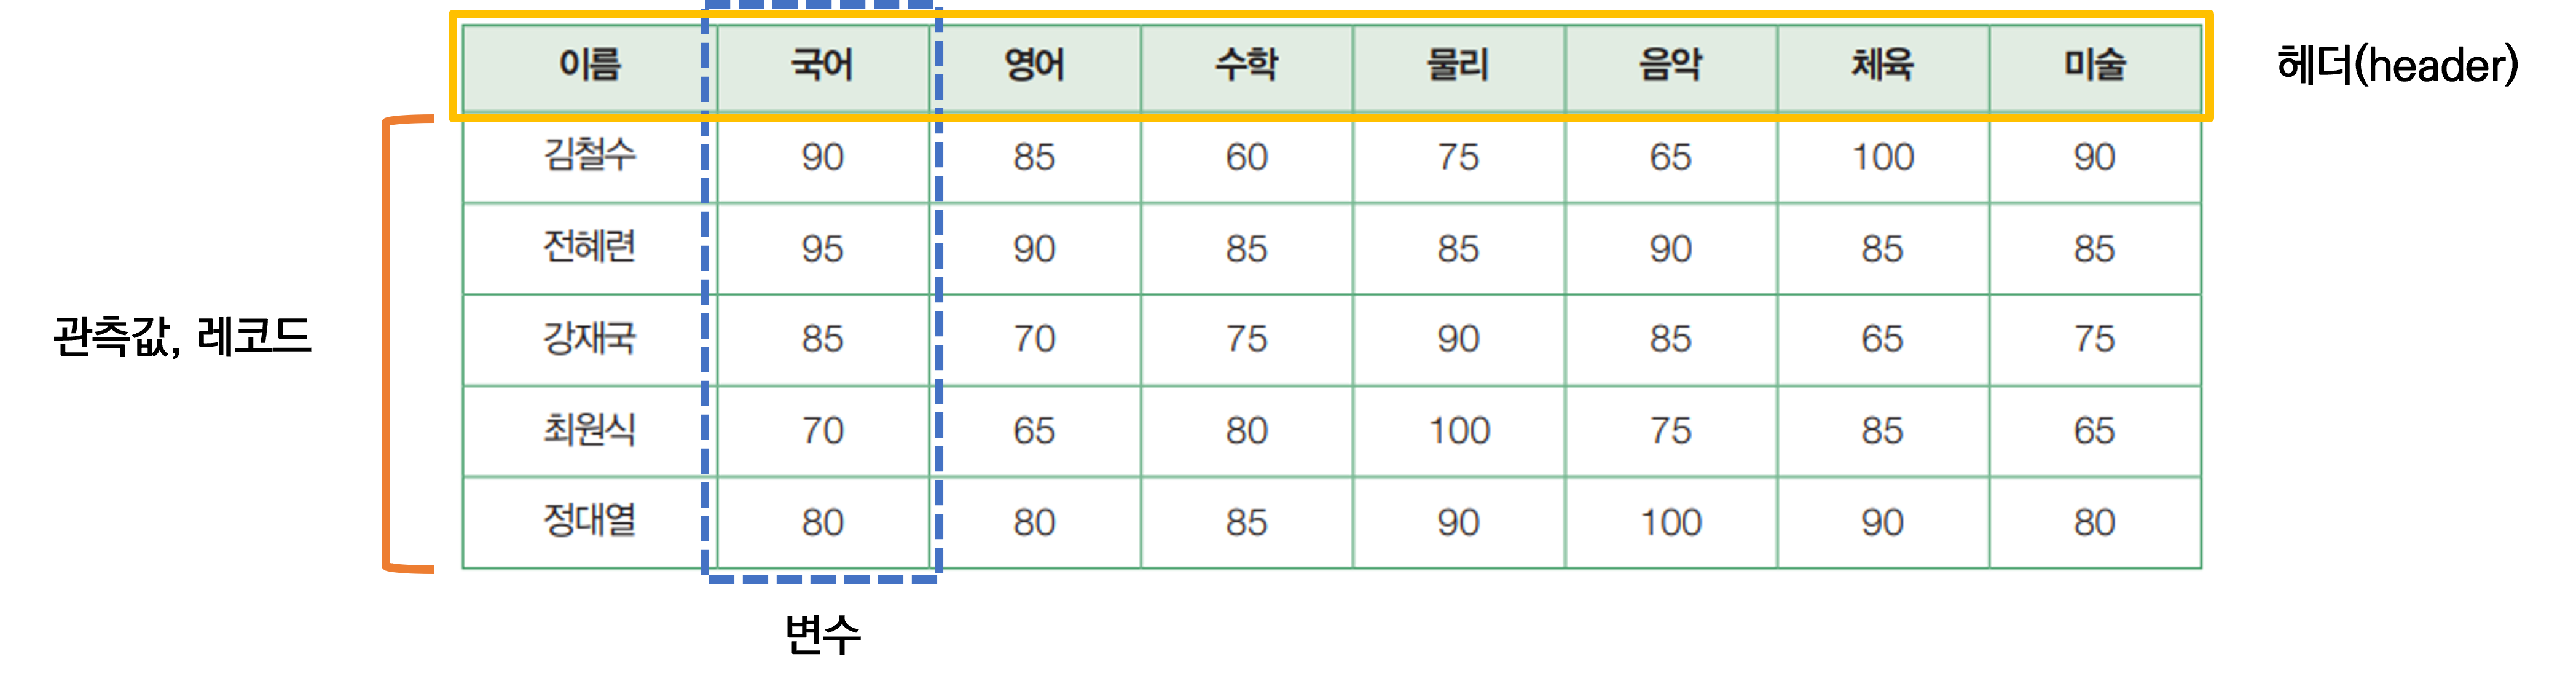 이름 국어 영어 수학 물리 음악 체육 미술 헤더(header)
김철수 90 85 60 75 65 100 90
전혜련 95 90 85 85 90 85 85
관측값, 레코드 강재국 85 70 75 90 85 65 75
최원식 70 65 80 100 75 85 65
정대열 80 80 85 90 100 90 80
변수